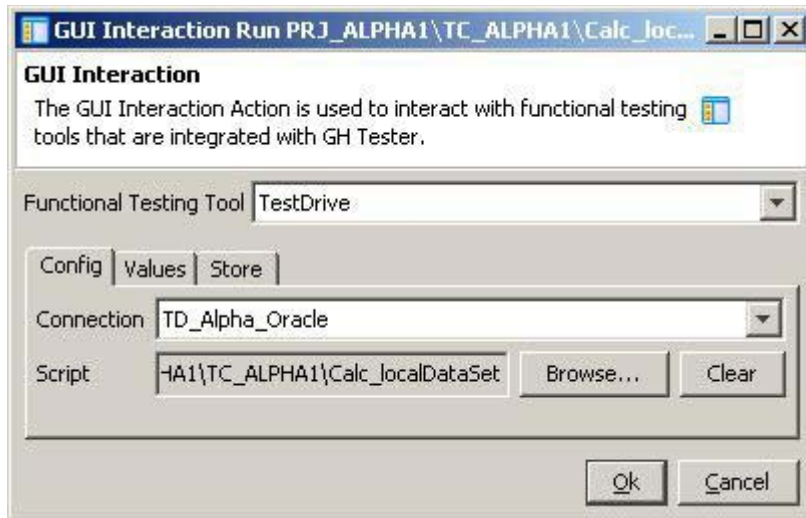 GUI Interaction Run PRJ_ALPHA1\TC_ALPHA1\Calc_loc...
GUI Interaction
The GUI Interaction Action is used to interact with functional testing
tools that are integrated with GH Tester.
Functional Testing Tool TestDrive
Config Values Store
Connection TD_Alpha_Oracle
Script HA1\TC_ALPHA1\Calc_localDataSet Browse... Clear
Ok Cancel